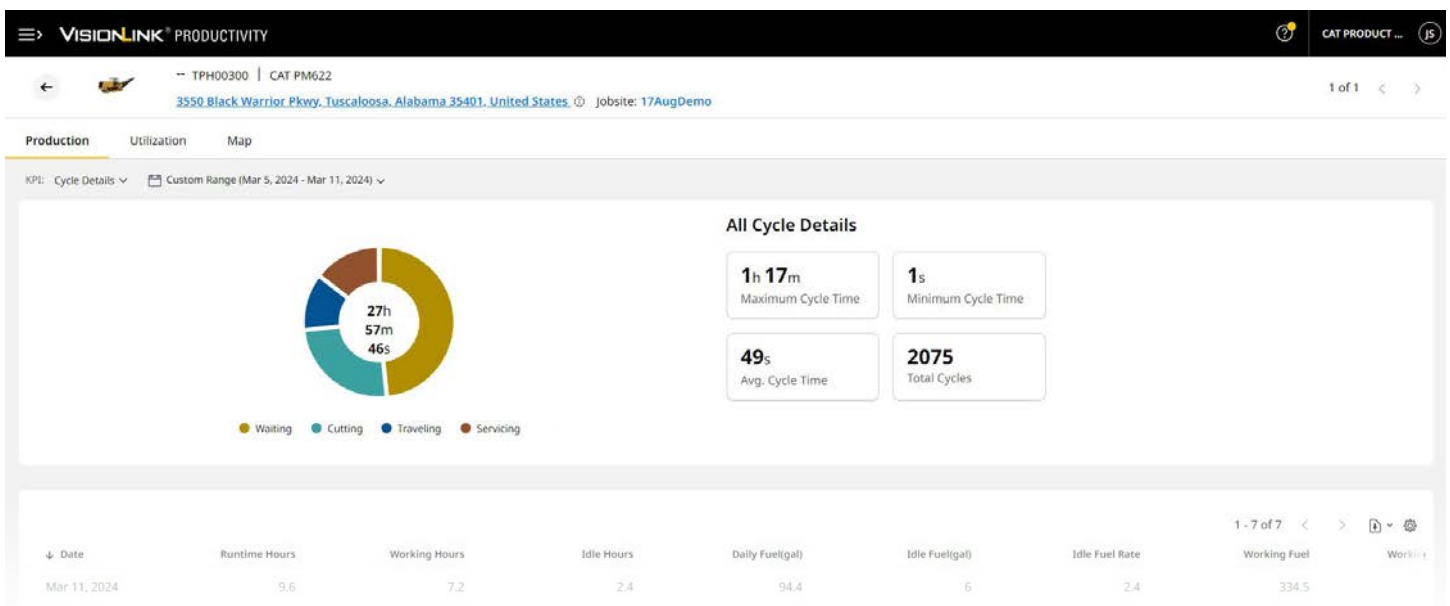 VISIONLINK® PRODUCTIVITY
CAT PRODUCT ... JS
-- TPH00300 | CAT PM622
3550 Black Warrior Pkwy, Tuscaloosa, Alabama 35401, United States Jobsite: 17AugDemo
1 of 1
Production Utilization Map
KPI: Cycle Details Custom Range (Mar 5, 2024 - Mar 11, 2024)
27h
57m
46s
Waiting Cutting Traveling Servicing
All Cycle Details
1h 17m 1s
Maximum Cycle Time Minimum Cycle Time
49s 2075
Avg. Cycle Time Total Cycles
1 - 7 of 7
Date Runtime Hours Working Hours Idle Hours Daily Fuel(gal) Idle Fuel(gal) Idle Fuel Rate Working Fuel
Mar 11, 2024 9.6 7.2 2.4 94.4 6 2.4 334.5